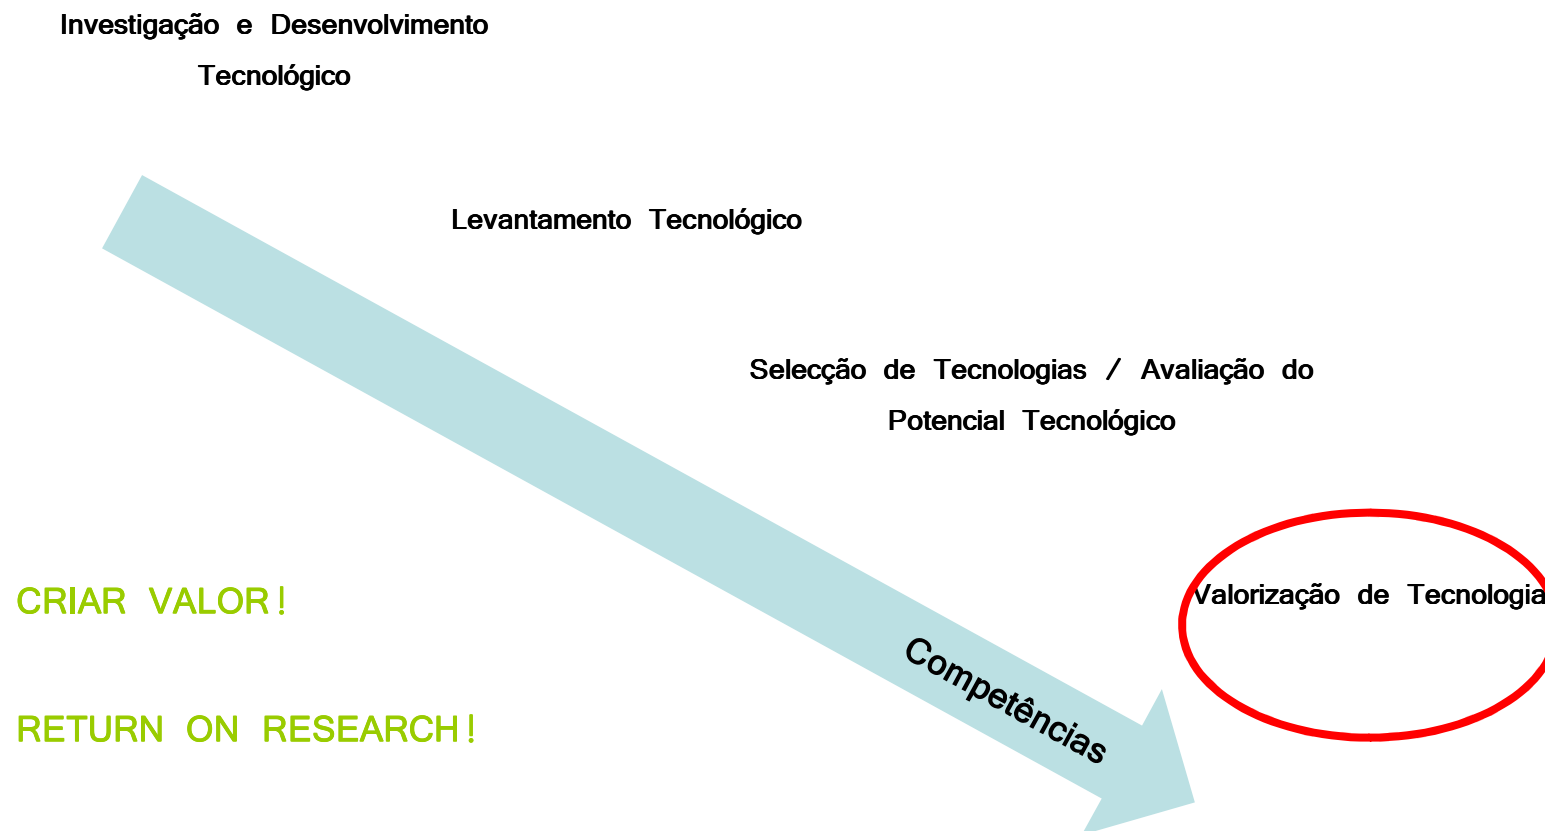 Investigação e Desenvolvimento
Tecnológico
Levantamento Tecnológico
Selecção de Tecnologias / Avaliação do
Potencial Tecnológico
Valorização de Tecnologia
CRIAR VALOR!
Competências
RETURN ON RESEARCH!